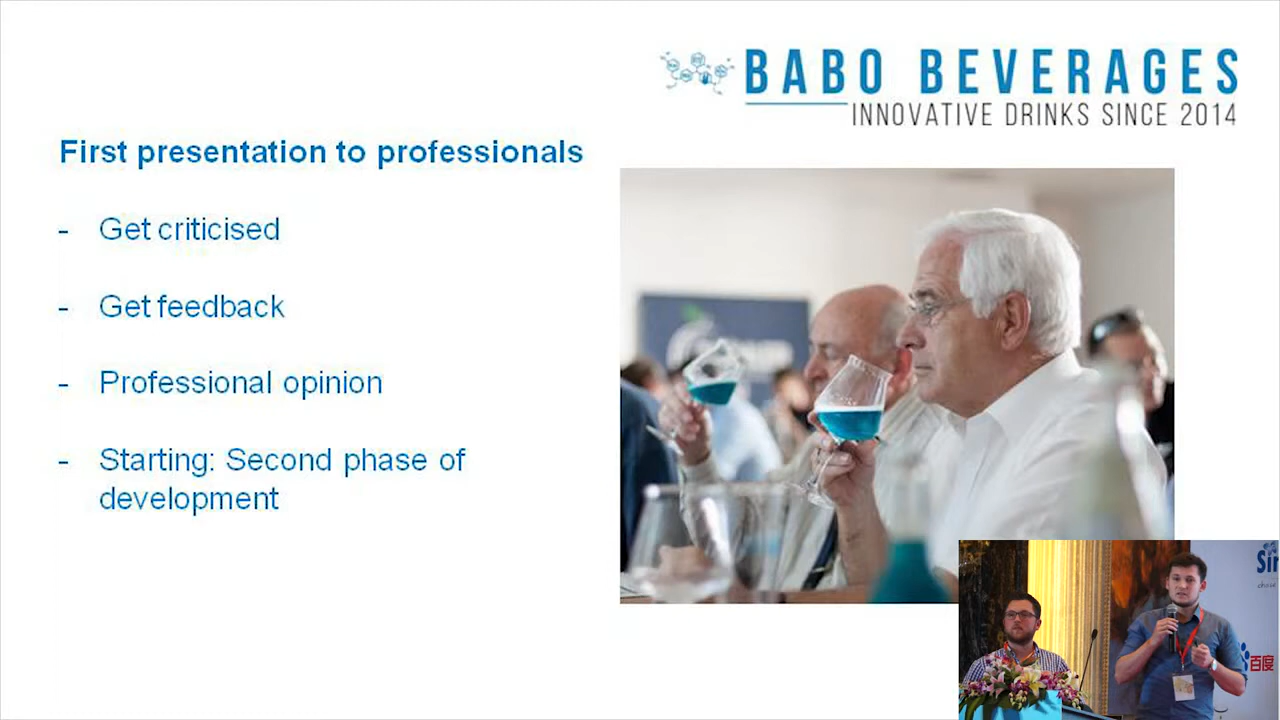 BABO BEVERAGES
INNOVATIVE DRINKS SINCE 2014
First presentation to professionals
- Get criticised
- Get feedback
- Professional opinion
- Starting: Second phase of
development
百度